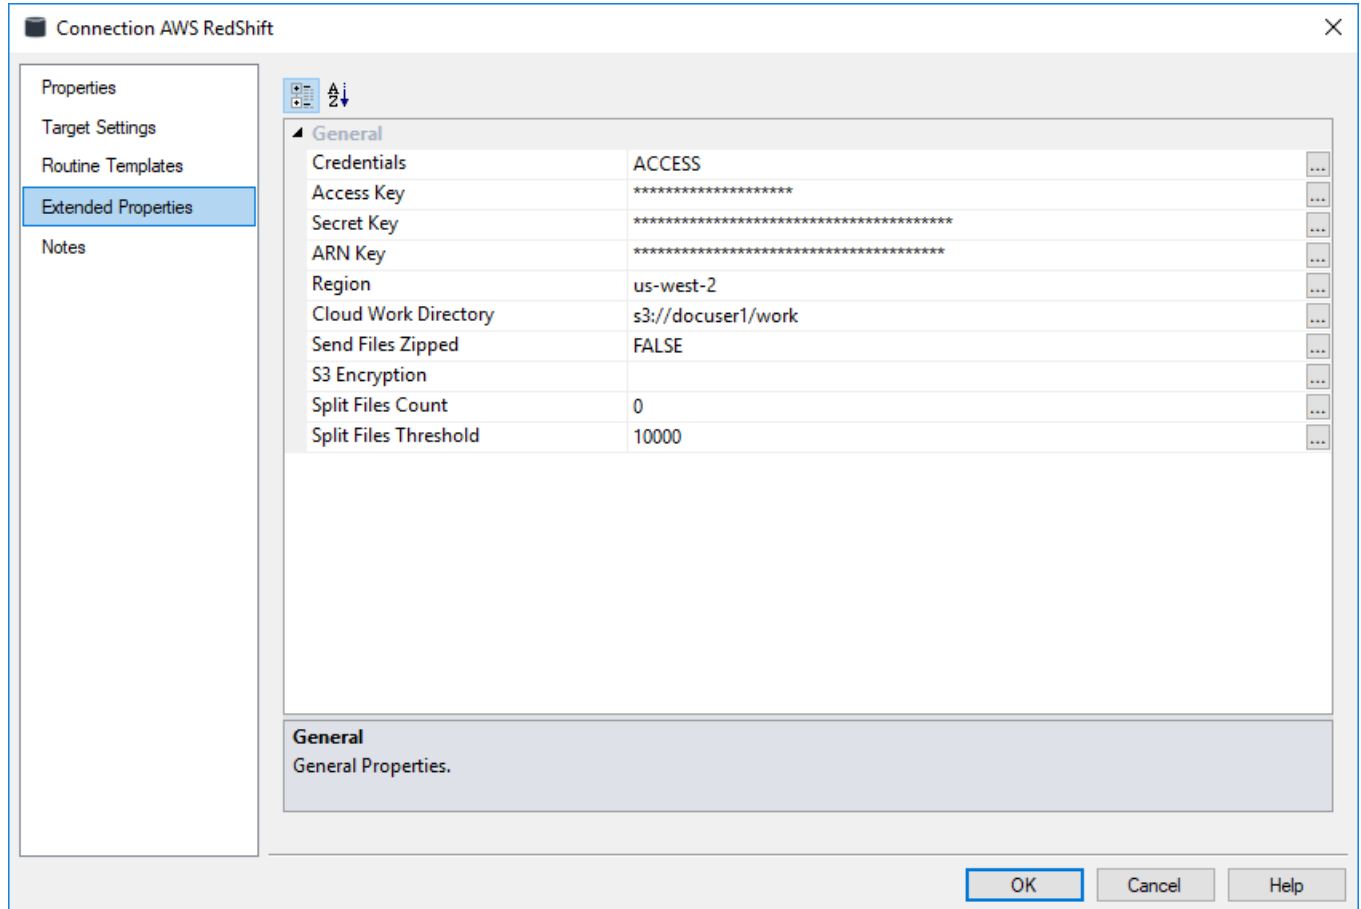 Connection AWS RedShift
Properties
Target Settings
Routine Templates
Extended Properties
Notes
General
Credentials ACCESS ...
Access Key ******************** ...
Secret Key **************************************** ...
ARN Key *************************************** ...
Region us-west-2 ...
Cloud Work Directory s3://docuser1/work ...
Send Files Zipped FALSE ...
S3 Encryption ...
Split Files Count 0 ...
Split Files Threshold 10000 ...
General
General Properties.
OK Cancel Help